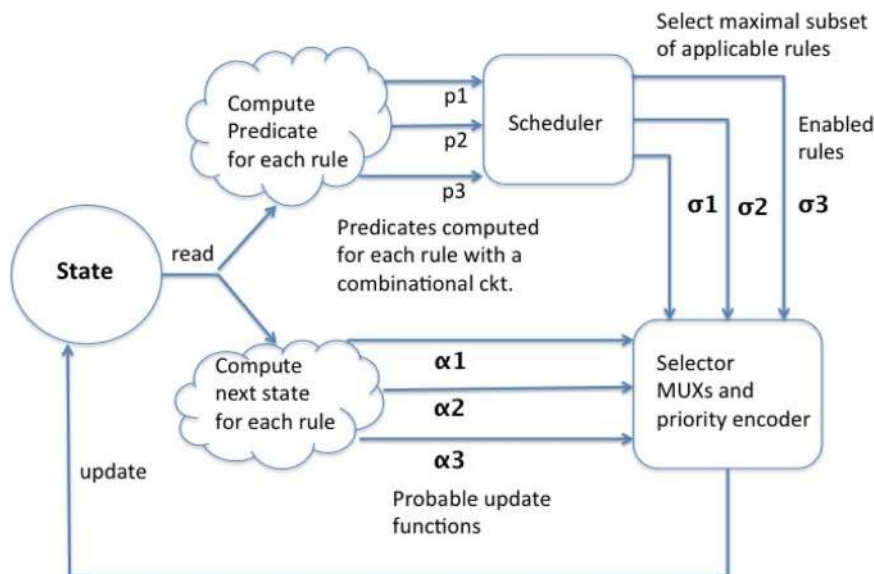 Select maximal subset
of applicable rules
Compute
Predicate
for each rule
p1
p2
p3
Scheduler
Enabled
rules
σ1
σ2
σ3
Predicates computed
for each rule with a
combinational ckt.
State
read
Compute
next state
for each rule
α1
α2
α3
Selector
MUXs and
priority encoder
update
Probable update
functions